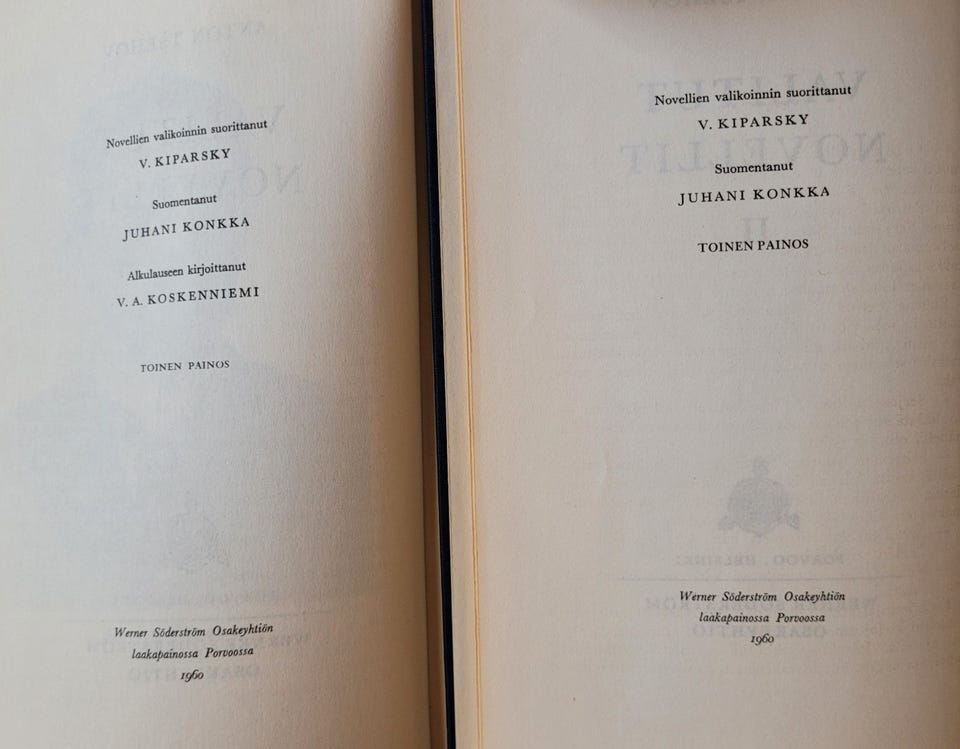 Novellien valikoinnin suorittanut
V. KIPARSKY
Suomentanut
JUHANI KONKKA
Alkulauseen kirjoittanut
V. A. KOSKENNIEMI
TOINEN PAINOS
Werner Söderström Osakeyhtiön
laakapainossa Porvoossa
1960
Novellien valikoinnin suorittanut
V. KIPARSKY
Suomentanut
JUHANI KONKKA
TOINEN PAINOS
Werner Söderström Osakeyhtiön
laakapainossa Porvoossa
1960